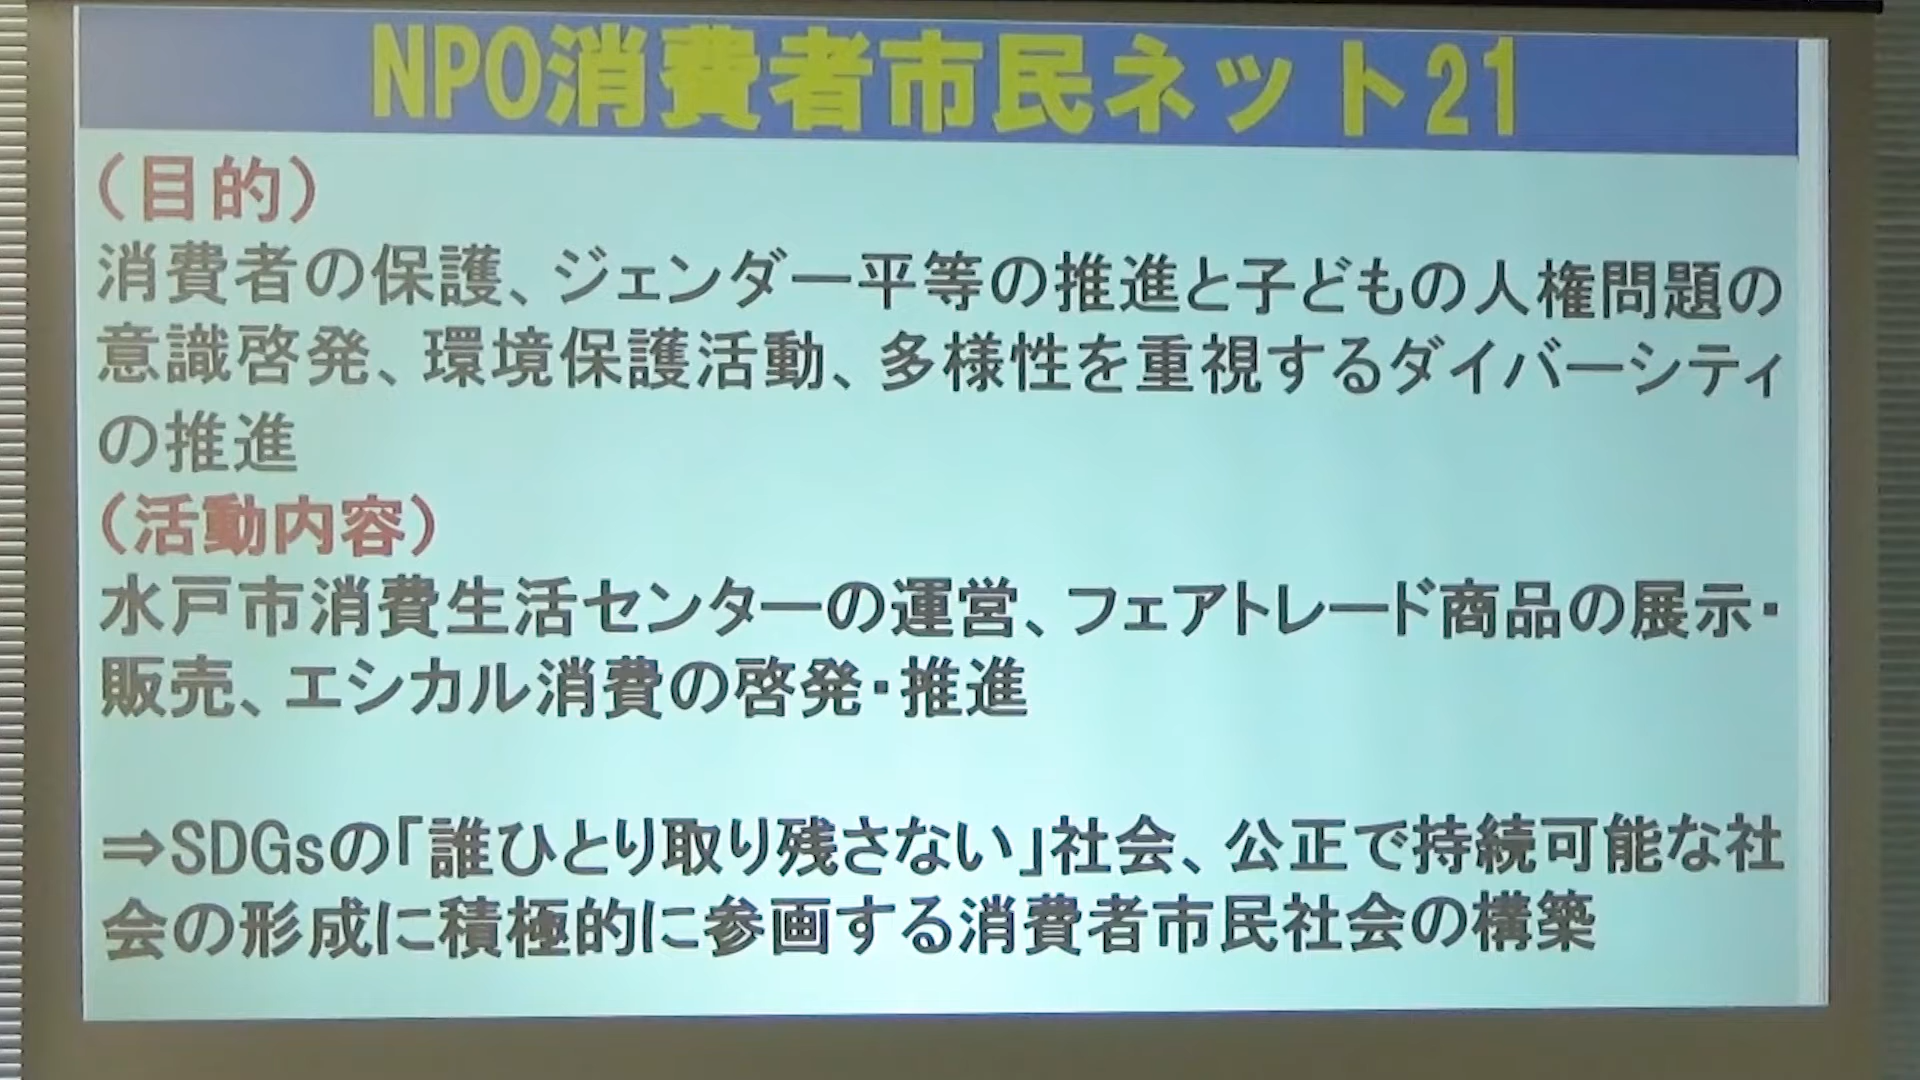 NPO消費者市民ネット21
（目的）
消費者の保護、ジェンダー平等の推進と子どもの人権問題の
意識啓発、環境保護活動、多様性を重視するダイバーシティ
の推進
（活動内容）
水戸市消費生活センターの運営、フェアトレード商品の展示・
販売、エシカル消費の啓発・推進
⇒SDGsの「誰ひとり取り残さない」社会、公正で持続可能な社
会の形成に積極的に参画する消費者市民社会の構築